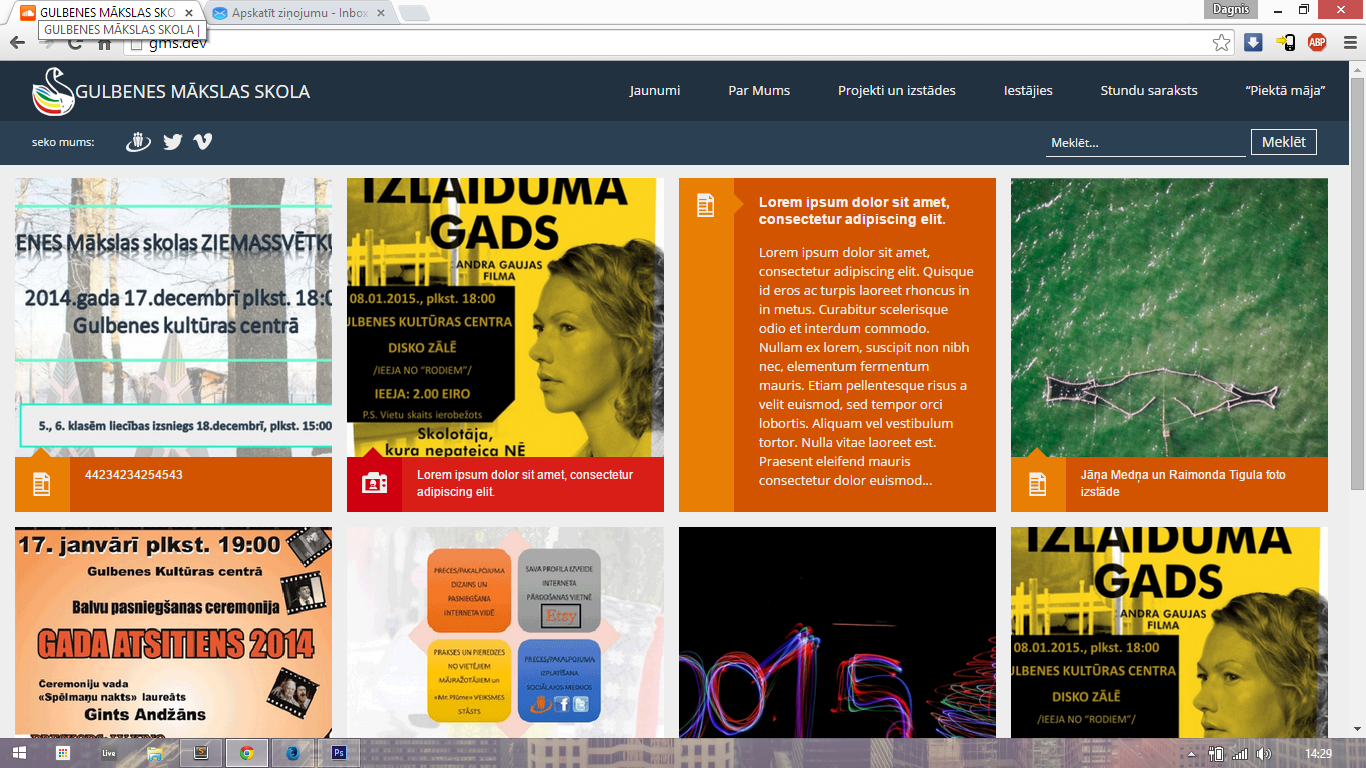 GULBENES MĀKSLAS SKO
Apskatīt ziņojumu - Inbox
Dagnis
GULBENES MĀKSLAS SKOLA |
gms.dev
ABP
GULBENES MĀKSLAS SKOLA
Jaunumi
Par Mums
Projekti un izstādes
Iestājies
Stundu saraksts
“Piektā māja”
seko mums:
Meklēt...
Meklēt
ENES Mākslas skolas ZIEMASSVĒTKU
2014.gada 17.decembrī plkst. 18:0
Gulbenes kultūras centrā
5., 6. klasēm liecības izsniegs 18.decembrī, plkst. 15:00
44234234254543
IZLAIDUMA
GADS
ANDRA GAUJAS
FILMA
08.01.2015., plkst. 18:00
ULBENES KULTŪRAS CENTRA
DISKO ZĀLĒ
/IEEJA NO “RODIEM”/
IEEJA: 2.00 EIRO
P.S. Vietu skaits ierobežots
Skolotāja,
kura nepateica NĒ
Lorem ipsum dolor sit amet, consectetur
adipiscing elit.
Lorem ipsum dolor sit amet,
consectetur adipiscing elit.
Lorem ipsum dolor sit amet,
consectetur adipiscing elit. Quisque
id eros ac turpis laoreet rhoncus in
in metus. Curabitur scelerisque
odio et interdum commodo.
Nullam ex lorem, suscipit non nibh
nec, elementum fermentum
mauris. Etiam pellentesque risus a
velit euismod, sed tempor orci
lobortis. Aliquam vel vestibulum
tortor. Nulla vitae laoreet est.
Praesent eleifend mauris
consectetur dolor euismod...
Jāņa Medņa un Raimonda Tigula foto
izstāde
17. janvārī plkst. 19:00
Gulbenes Kultūras centrā
Balvu pasniegšanas ceremonija
GADA ATSITIENS 2014
Ceremoniju vada
«Spēlmaņu nakts» laureāts
Gints Andžāns
PRECES/PAKALPOJUMA
DIZAINS UN
PASNIEGŠANA
INTERNETA VIDĒ
SAVA PROFILA IZVEIDE
INTERNETA
PĀRDOŠANAS VIETNĒ
Etsy
PRAKSES UN PIEREDZES
NO VIETĒJIEM
MĀJRAŽOTĀJIEM un
«Mr. Plūme» VEIKSMES
STĀSTS
PRECES/PAKALPOJUMA
IZPLATĪŠANA
SOCIĀLAJOS MEDIJOS
2015
IZLAIDUMA
GADS
ANDRA GAUJAS
FILMA
08.01.2015., plkst. 18:00
ULBENES KULTŪRAS CENTRA
DISKO ZĀLĒ
/IEEJA NO “RODIEM”/
Live
Ps
14:29